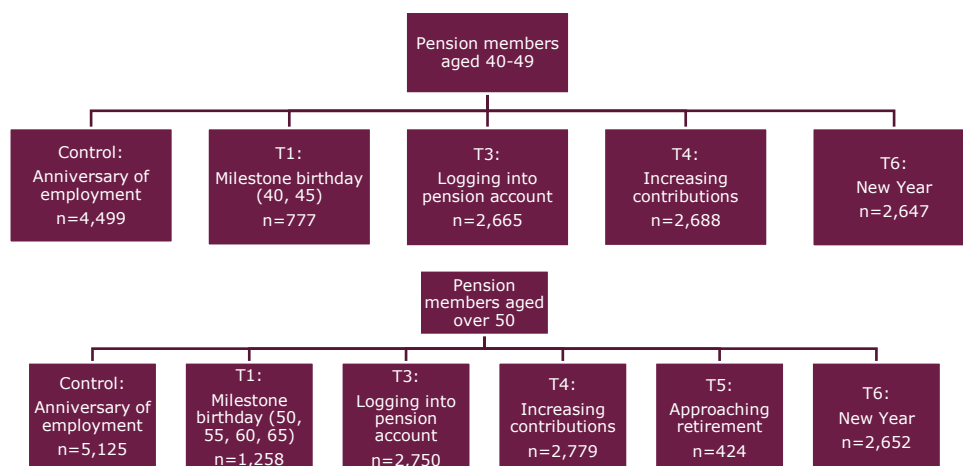 Pension members
aged 40-49
Control:
Anniversary of
employment
n=4,499
T1:
Milestone birthday
(40, 45)
n=777
T3:
Logging into
pension account
n=2,665
T4:
Increasing
contributions
n=2,688
T6:
New Year
n=2,647
Pension
members aged
over 50
Control:
Anniversary of
employment
n=5,125
T1:
Milestone
birthday (50,
55, 60, 65)
n=1,258
T3:
Logging into
pension
account
n=2,750
T4:
Increasing
contributions
n=2,779
T5:
Approaching
retirement
n=424
T6:
New Year
n=2,652